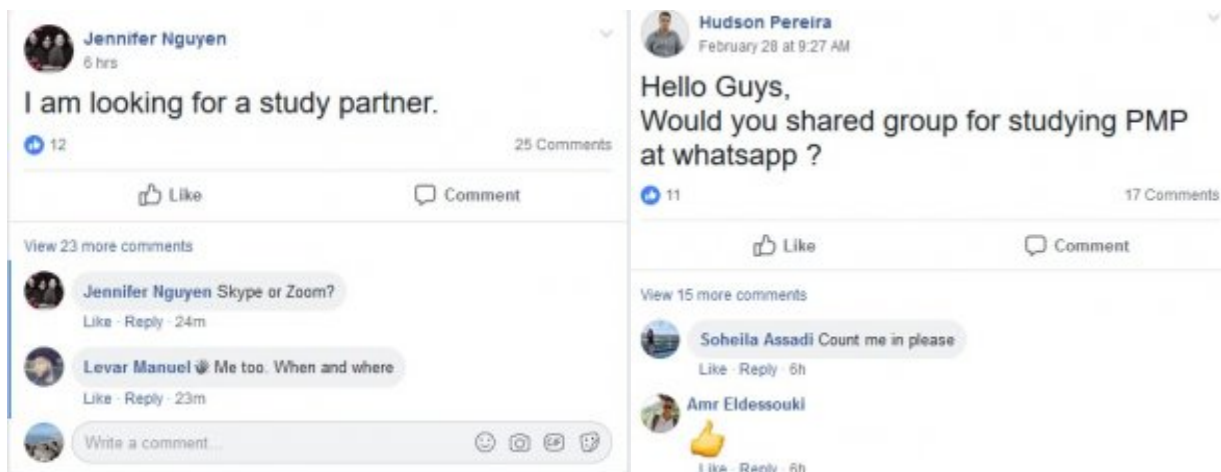 Jennifer Nguyen
6 hrs
I am looking for a study partner.
12
25 Comments
Like
Comment
View 23 more comments
Jennifer Nguyen Skype or Zoom?
Like · Reply · 24m
Levar Manuel 👋 Me too. When and where
Like · Reply · 23m
Write a comment...
GIF
Hudson Pereira
February 28 at 9:27 AM
Hello Guys,
Would you shared group for studying PMP
at whatsapp ?
11
17 Comments
Like
Comment
View 15 more comments
Soheila Assadi Count me in please
Like · Reply · 6h
Amr Eldessouki
👍
Like · Reply · 6h